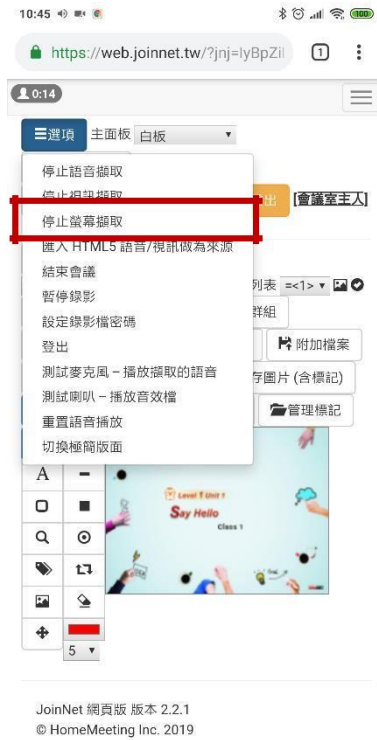 10:45
100
https://web.joinnet.tw/?jnj=IyBpZil
1
0:14
選項 主面板 白板
停止語音擷取
停止視訊擷取
停止螢幕擷取
出 [會議室主人]
匯入 HTML5 語音/視訊做為來源
結束會議
列表 =<1>
暫停錄影
群組
設定錄影檔密碼
登出
附加檔案
測試麥克風 – 播放擷取的語音
存圖片 (含標記)
測試喇叭 – 播放音效檔
管理標記
重置語音播放
切換極簡版面
A
Level 1 Unit 1
Say Hello
Class 1
5
JoinNet 網頁版 版本 2.2.1
© HomeMeeting Inc. 2019